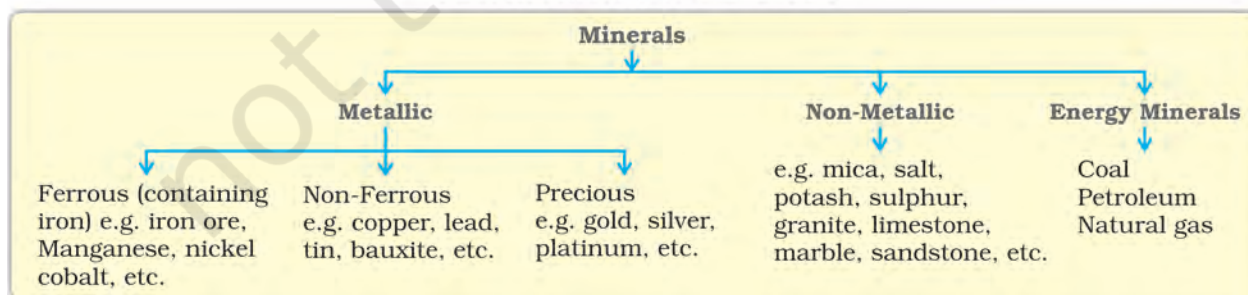 not t
Minerals
Metallic
Non-Metallic
Energy Minerals
Ferrous (containing
iron) e.g. iron ore,
Manganese, nickel
cobalt, etc.
Non-Ferrous
e.g. copper, lead,
tin, bauxite, etc.
Precious
e.g. gold, silver,
platinum, etc.
e.g. mica, salt,
potash, sulphur,
granite, limestone,
marble, sandstone, etc.
Coal
Petroleum
Natural gas